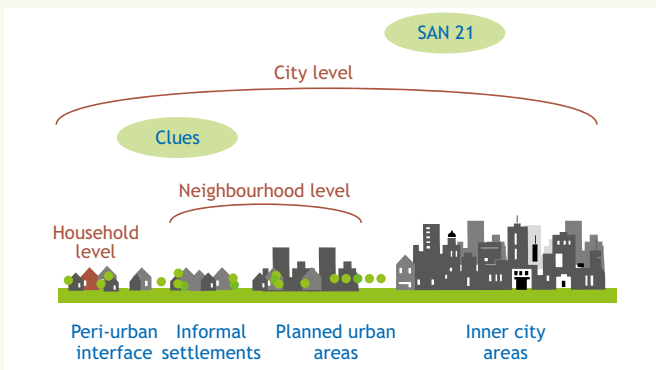 SAN 21
City level
Clues
Neighbourhood level
Household
level
Peri-urban
interface
Informal
settlements
Planned urban
areas
Inner city
areas